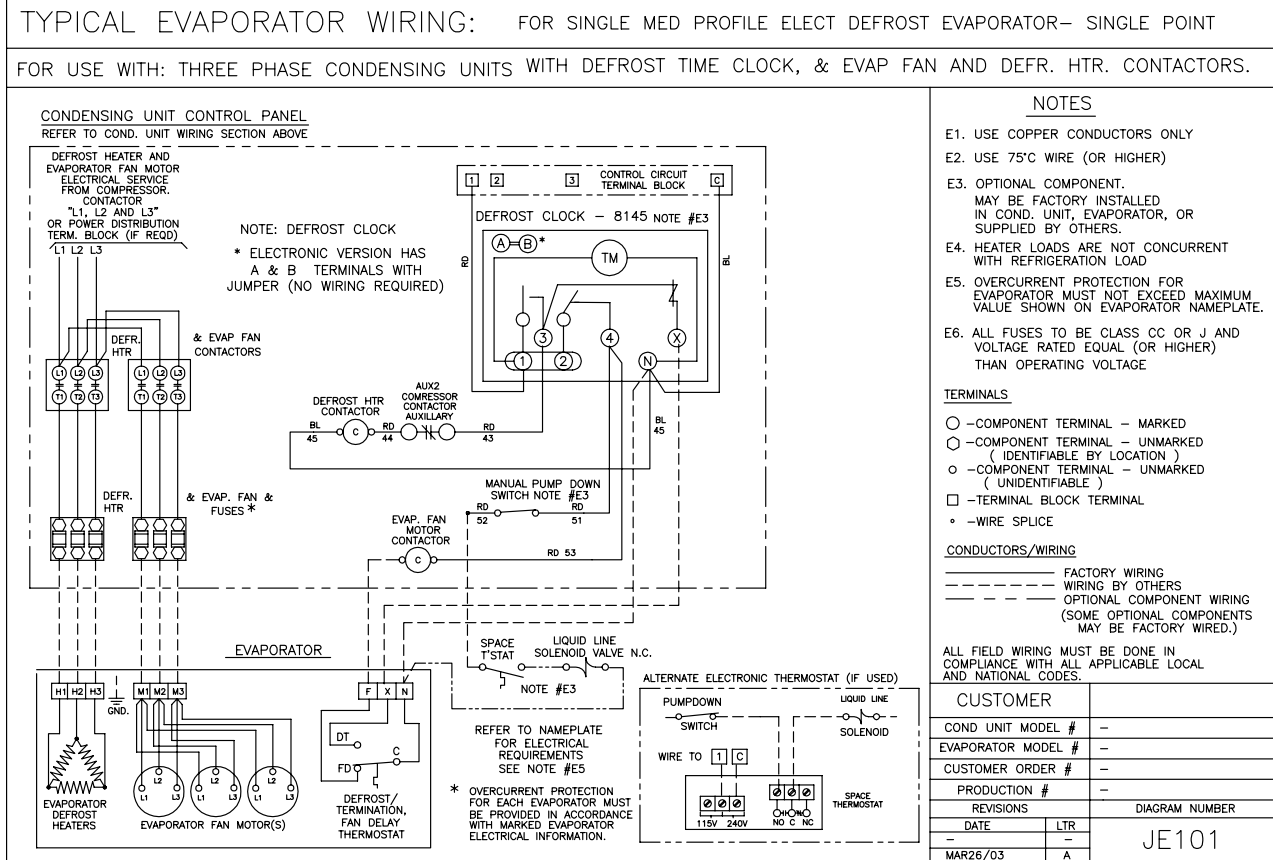 TYPICAL EVAPORATOR WIRING: FOR SINGLE MED PROFILE ELECT DEFROST EVAPORATOR– SINGLE POINT
FOR USE WITH: THREE PHASE CONDENSING UNITS WITH DEFROST TIME CLOCK, & EVAP FAN AND DEFR. HTR. CONTACTORS.
CONDENSING UNIT CONTROL PANEL
REFER TO COND. UNIT WIRING SECTION ABOVE
DEFROST HEATER AND
EVAPORATOR FAN MOTOR
ELECTRICAL SERVICE
FROM COMPRESSOR.
CONTACTOR
"L1, L2 AND L3"
OR POWER DISTRIBUTION
TERM. BLOCK (IF REQD)
L1 L2 L3
NOTE: DEFROST CLOCK
* ELECTRONIC VERSION HAS
A & B TERMINALS WITH
JUMPER (NO WIRING REQUIRED)
1 2 3 CONTROL CIRCUIT
TERMINAL BLOCK C
DEFROST CLOCK – 8145 NOTE #E3
A B *
TM
RD
BL
3 4 X
1 2 N
DEFR.
HTR
& EVAP FAN
CONTACTORS
L1 L2 L3 L1 L2 L3
T1 T2 T3 T1 T2 T3
DEFROST HTR
CONTACTOR
AUX2
COMRESSOR
CONTACTOR
AUXILLARY
BL
45
C
RD
44
RD
43
BL
45
DEFR.
HTR
& EVAP. FAN &
FUSES *
MANUAL PUMP DOWN
SWITCH NOTE #E3
RD
52
RD
51
EVAP. FAN
MOTOR
CONTACTOR
C
RD 53
EVAPORATOR
H1 H2 H3
GND.
M1 M2 M3
F X N
SPACE
T'STAT
LIQUID LINE
SOLENOID VALVE N.C.
NOTE #E3
L2 L2 L2
L1 L3 L1 L3 L1 L3
EVAPORATOR
DEFROST
HEATERS
EVAPORATOR FAN MOTOR(S)
DT
C
FD
DEFROST/
TERMINATION,
FAN DELAY
THERMOSTAT
REFER TO NAMEPLATE
FOR ELECTRICAL
REQUIREMENTS
SEE NOTE #E5
* OVERCURRENT PROTECTION
FOR EACH EVAPORATOR MUST
BE PROVIDED IN ACCORDANCE
WITH MARKED EVAPORATOR
ELECTRICAL INFORMATION.
ALTERNATE ELECTRONIC THERMOSTAT (IF USED)
PUMPDOWN
SWITCH
LIQUID LINE
SOLENOID
WIRE TO 1 C
115V 240V
NO C NC
SPACE
THERMOSTAT
NOTES
E1. USE COPPER CONDUCTORS ONLY
E2. USE 75°C WIRE (OR HIGHER)
E3. OPTIONAL COMPONENT.
MAY BE FACTORY INSTALLED
IN COND. UNIT, EVAPORATOR, OR
SUPPLIED BY OTHERS.
E4. HEATER LOADS ARE NOT CONCURRENT
WITH REFRIGERATION LOAD
E5. OVERCURRENT PROTECTION FOR
EVAPORATOR MUST NOT EXCEED MAXIMUM
VALUE SHOWN ON EVAPORATOR NAMEPLATE.
E6. ALL FUSES TO BE CLASS CC OR J AND
VOLTAGE RATED EQUAL (OR HIGHER)
THAN OPERATING VOLTAGE
TERMINALS
–COMPONENT TERMINAL – MARKED
–COMPONENT TERMINAL – UNMARKED
( IDENTIFIABLE BY LOCATION )
–COMPONENT TERMINAL – UNMARKED
( UNIDENTIFIABLE )
–TERMINAL BLOCK TERMINAL
–WIRE SPLICE
CONDUCTORS/WIRING
FACTORY WIRING
WIRING BY OTHERS
OPTIONAL COMPONENT WIRING
(SOME OPTIONAL COMPONENTS
MAY BE FACTORY WIRED.)
ALL FIELD WIRING MUST BE DONE IN
COMPLIANCE WITH ALL APPLICABLE LOCAL
AND NATIONAL CODES.
CUSTOMER
COND UNIT MODEL # –
EVAPORATOR MODEL # –
CUSTOMER ORDER # –
PRODUCTION # –
REVISIONS DIAGRAM NUMBER
DATE LTR
– –
MAR26/03 A
JE101